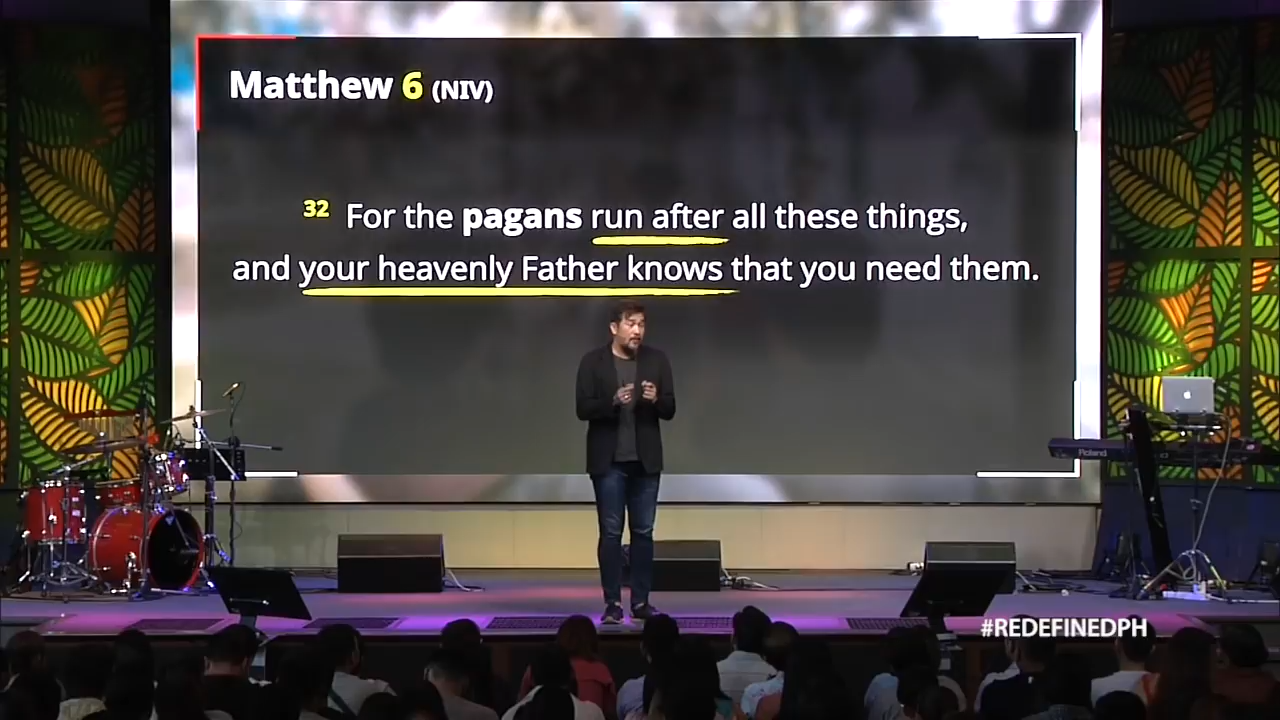 Matthew 6 (NIV)
32 For the pagans run after all these things,
and your heavenly Father knows that you need them.
Roland
#REDEFINEDPH